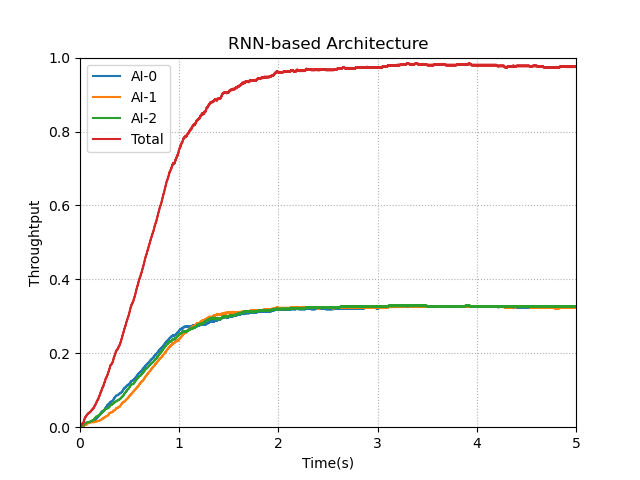 RNN-based Architecture
AI-0
AI-1
AI-2
Total
Throughtput
1.0
0.8
0.6
0.4
0.2
0.0
0 1 2 3 4 5
Time(s)